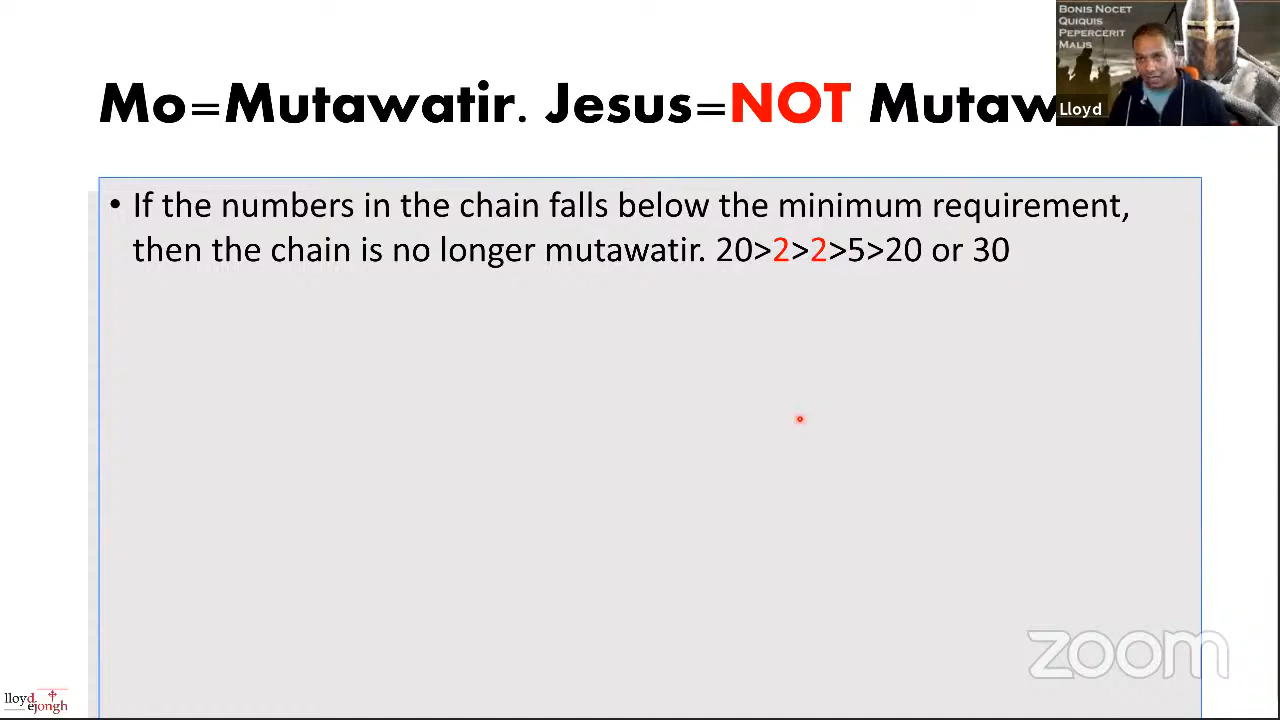 Bonis Nocet
Quiquis
Pepercerit
Malis
Lloyd
Mo=Mutawatir. Jesus=NOT Mutaw
• If the numbers in the chain falls below the minimum requirement,
then the chain is no longer mutawatir. 20>2>2>5>20 or 30
zoom
lloyd
ejongh